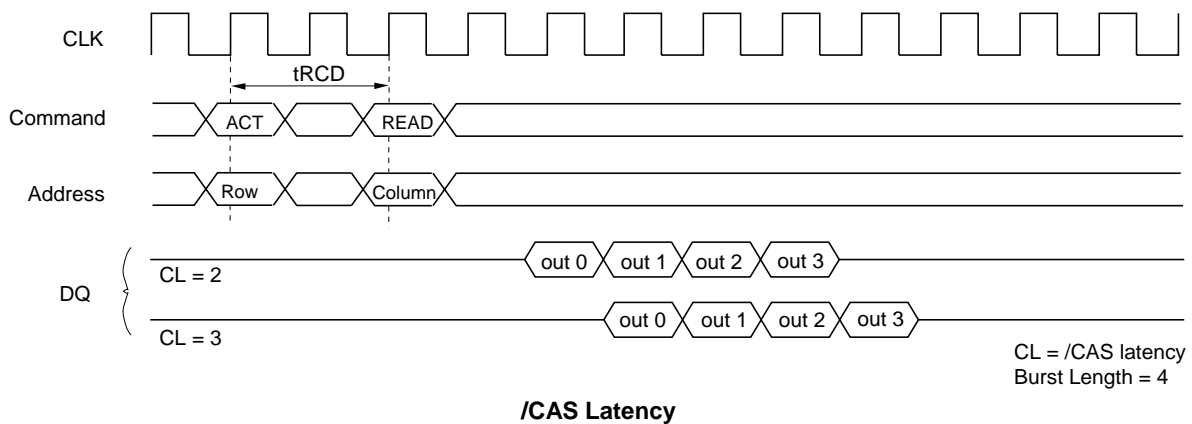 CLK
tRCD
Command
ACT
READ
Address
Row
Column
DQ
CL = 2
out 0
out 1
out 2
out 3
CL = 3
out 0
out 1
out 2
out 3
CL = /CAS latency
Burst Length = 4
/CAS Latency